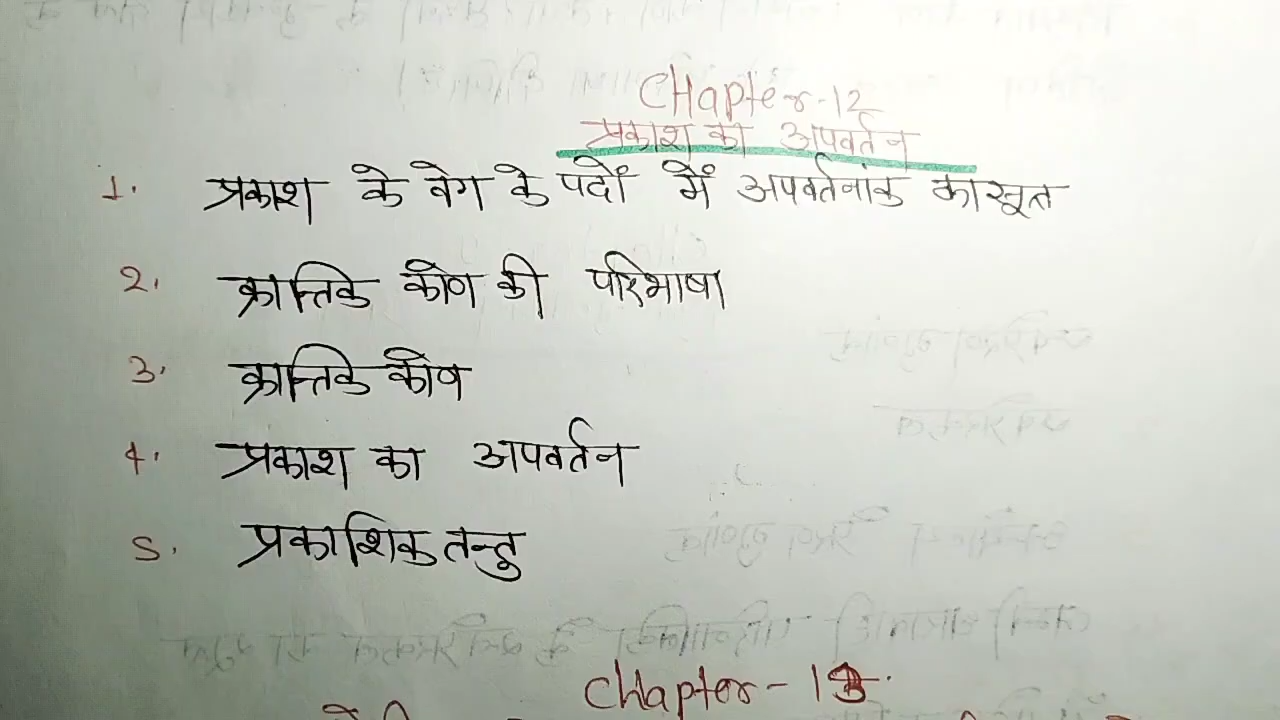 CHapter-12
प्रकाश का अपवर्तन
1. प्रकाश के वेग के पदों में अपवर्तनांक का सूत्र
2. क्रान्तिक कोण की परिभाषा
3. क्रान्तिक कोण
4. प्रकाश का अपवर्तन
5. प्रकाशिक तन्तु
Chapter-13.